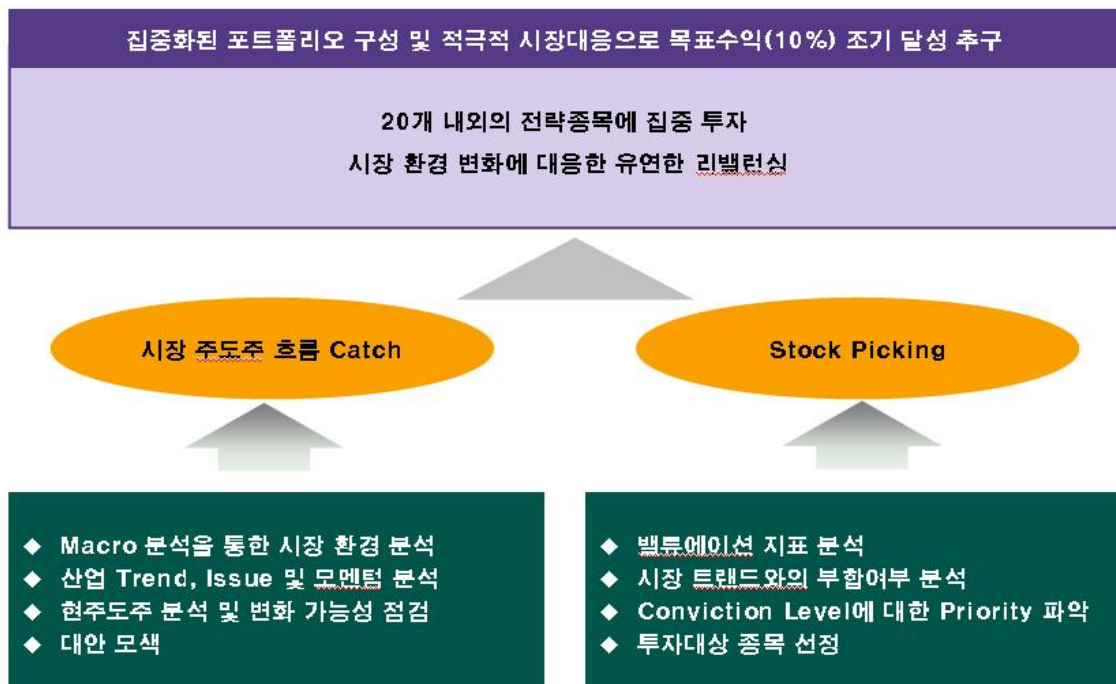 집중화된 포트폴리오 구성 및 적극적 시장대응으로 목표수익(10%) 조기 달성 추구
20개 내외의 전략종목에 집중 투자
시장 환경 변화에 대응한 유연한 리밸런싱
시장 주도주 흐름 Catch
Stock Picking
◆ Macro 분석을 통한 시장 환경 분석
◆ 산업 Trend, Issue 및 모멘텀 분석
◆ 현주도주 분석 및 변화 가능성 점검
◆ 대안 모색
◆ 밸류에이션 지표 분석
◆ 시장 트랜드와의 부합여부 분석
◆ Conviction Level에 대한 Priority 파악
◆ 투자대상 종목 선정